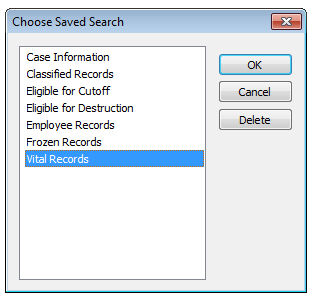 Choose Saved Search
Case Information
Classified Records
Eligible for Cutoff
Eligible for Destruction
Employee Records
Frozen Records
Vital Records
OK
Cancel
Delete